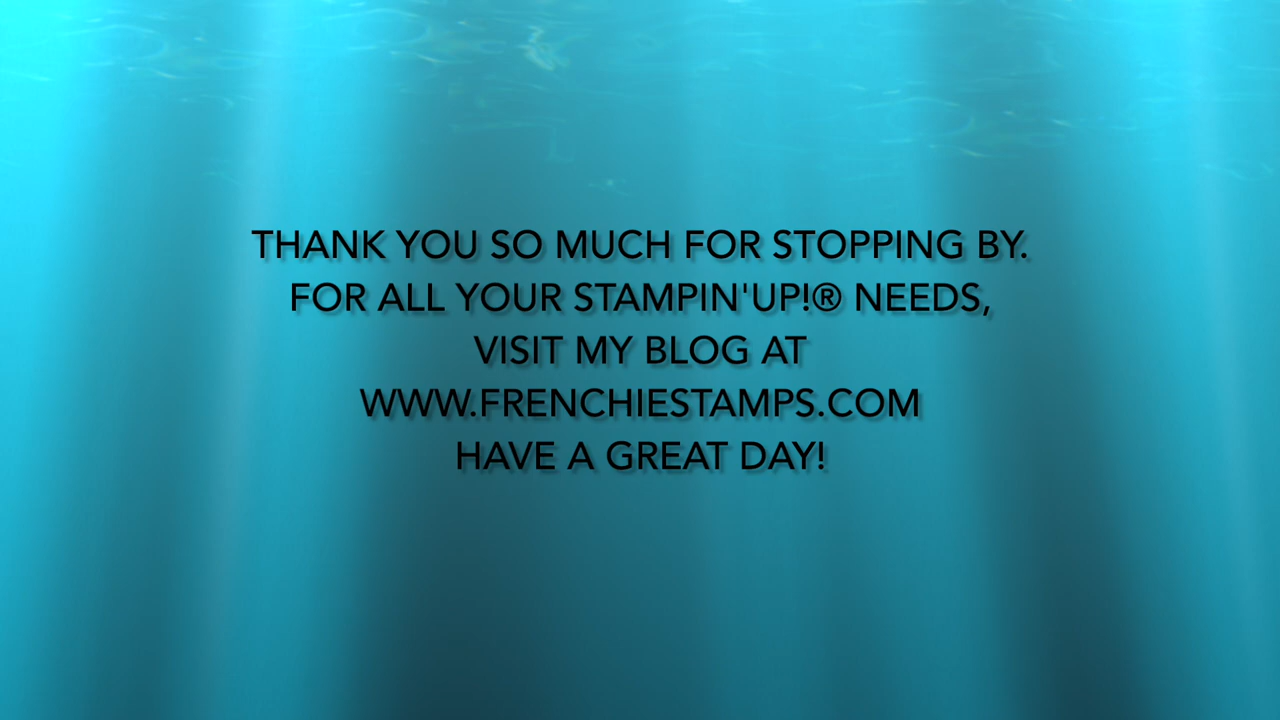 THANK YOU SO MUCH FOR STOPPING BY.
FOR ALL YOUR STAMPIN'UP!® NEEDS,
VISIT MY BLOG AT
WWW.FRENCHIESTAMPS.COM
HAVE A GREAT DAY!